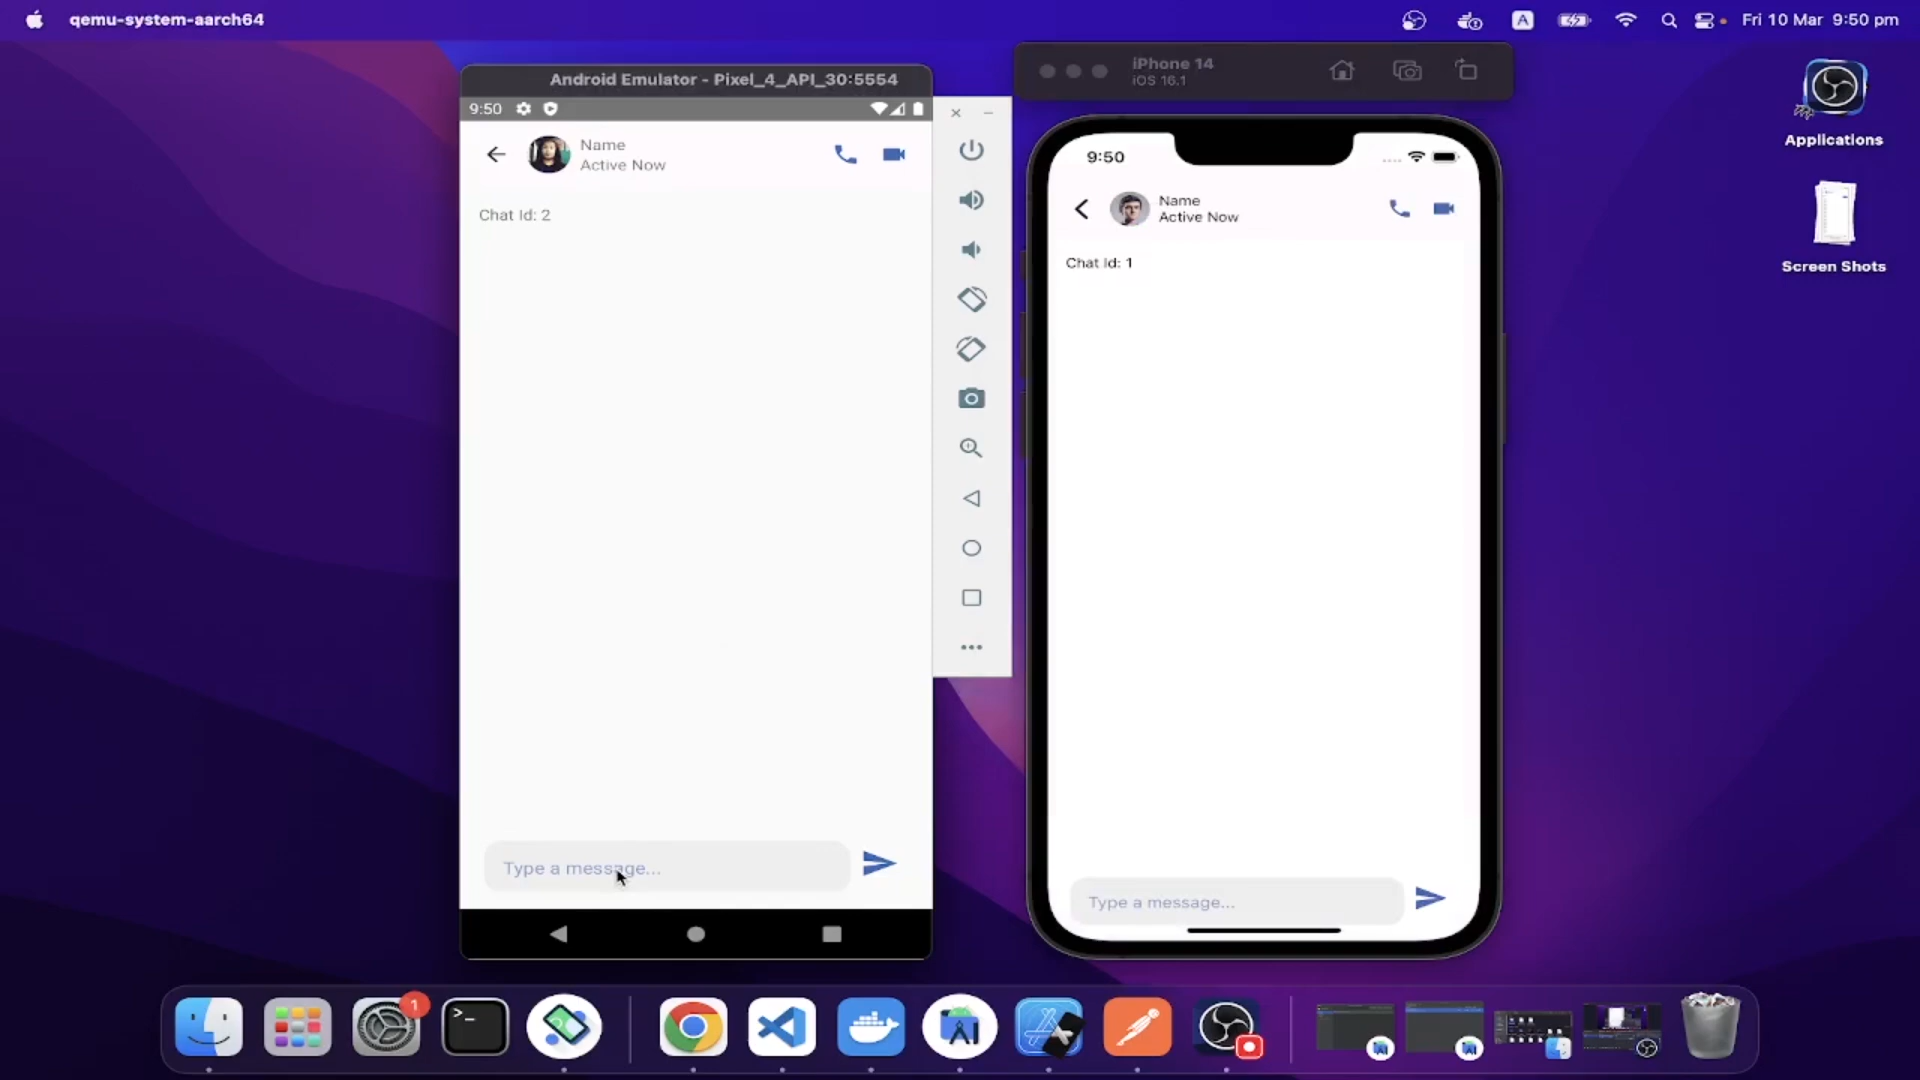 qemu-system-aarch64
A
Fri 10 Mar 9:50 pm
Android Emulator - Pixel_4_API_30:5554
9:50
Name
Active Now
Chat Id: 2
Type a message...
iPhone 14
iOS 16.1
9:50
Name
Active Now
Chat Id: 1
Type a message...
Applications
Screen Shots
1
>_